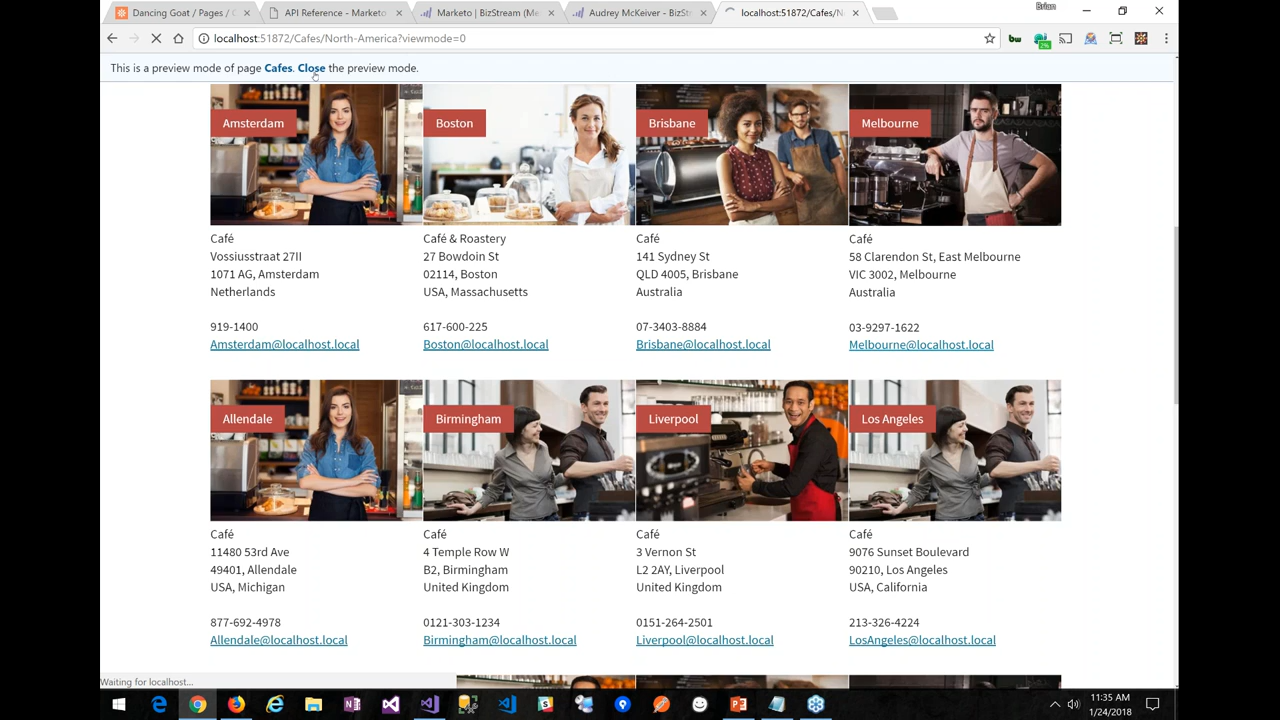 Dancing Goat / Pages / C
API Reference - Marketo
Marketo | BizStream (Me
Audrey McKeiver - BizSt
localhost:51872/Cafes/N
Brian
localhost:51872/Cafes/North-America?viewmode=0
2%
This is a preview mode of page Cafes. Close the preview mode.
Amsterdam
Boston
Brisbane
Melbourne
Café
Vossiusstraat 27II
1071 AG, Amsterdam
Netherlands
919-1400
Amsterdam@localhost.local
Café & Roastery
27 Bowdoin St
02114, Boston
USA, Massachusetts
617-600-225
Boston@localhost.local
Café
141 Sydney St
QLD 4005, Brisbane
Australia
07-3403-8884
Brisbane@localhost.local
Café
58 Clarendon St, East Melbourne
VIC 3002, Melbourne
Australia
03-9297-1622
Melbourne@localhost.local
Allendale
Birmingham
Liverpool
Los Angeles
Café
11480 53rd Ave
49401, Allendale
USA, Michigan
877-692-4978
Allendale@localhost.local
Café
4 Temple Row W
B2, Birmingham
United Kingdom
0121-303-1234
Birmingham@localhost.local
Café
3 Vernon St
L2 2AY, Liverpool
United Kingdom
0151-264-2501
Liverpool@localhost.local
Café
9076 Sunset Boulevard
90210, Los Angeles
USA, California
213-326-4224
LosAngeles@localhost.local
Waiting for localhost...
11:35 AM
1/24/2018